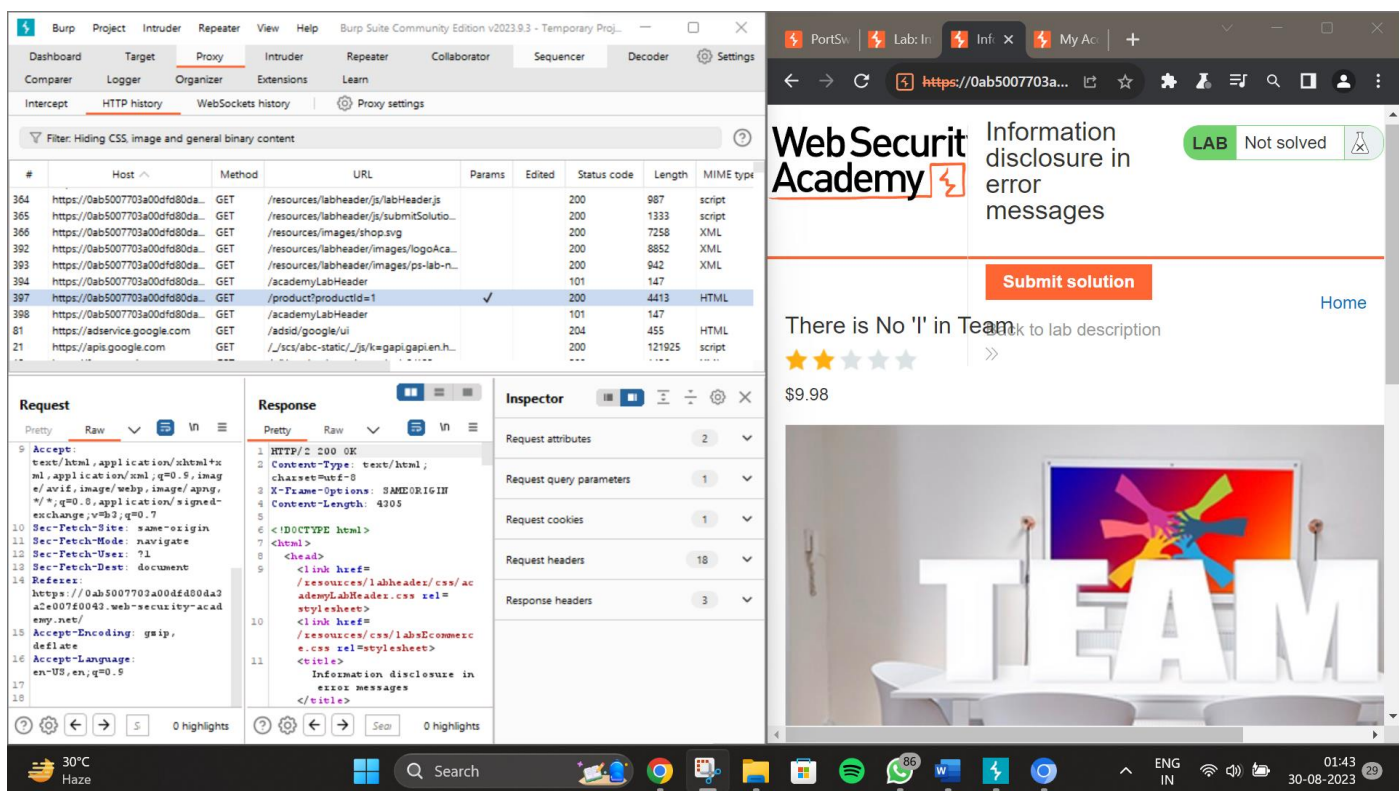 Burp Project Intruder Repeater View Help Burp Suite Community Edition v2023.9.3 - Temporary Proj...
Dashboard Target Proxy Intruder Repeater Collaborator Sequencer Decoder Settings
Comparer Logger Organizer Extensions Learn
Intercept HTTP history WebSockets history Proxy settings
Filter: Hiding CSS, image and general binary content
# Host Method URL Params Edited Status code Length MIME type
364 https://0ab5007703a00dfd80da... GET /resources/labheader/js/labHeader.js 200 987 script
365 https://0ab5007703a00dfd80da... GET /resources/labheader/js/submitSolutio... 200 1333 script
366 https://0ab5007703a00dfd80da... GET /resources/images/shop.svg 200 7258 XML
392 https://0ab5007703a00dfd80da... GET /resources/labheader/images/logoAca... 200 8852 XML
393 https://0ab5007703a00dfd80da... GET /resources/labheader/images/ps-lab-n... 200 942 XML
394 https://0ab5007703a00dfd80da... GET /academyLabHeader 101 147
397 https://0ab5007703a00dfd80da... GET /product?productId=1 ✓ 200 4413 HTML
398 https://0ab5007703a00dfd80da... GET /academyLabHeader 101 147
81 https://adservice.google.com GET /adsid/google/ui 204 455 HTML
21 https://apis.google.com GET /_/scs/abc-static/_/js/k=gapi.gapi.en.h... 200 121925 script
Request
Pretty Raw \n
9 Accept:
text/html,application/xhtml+x
ml,application/xml;q=0.9,imag
e/avif,image/webp,image/apng,
*/*;q=0.8,application/signed-
exchange;v=b3;q=0.7
10 Sec-Fetch-Site: same-origin
11 Sec-Fetch-Mode: navigate
12 Sec-Fetch-User: ?1
13 Sec-Fetch-Dest: document
14 Referer:
https://0ab5007703a00dfd80da3
a2e007f0043.web-security-acad
emy.net/
15 Accept-Encoding: gzip,
deflate
16 Accept-Language:
en-US,en;q=0.9
17
18
S 0 highlights
Response
Pretty Raw \n
1 HTTP/2 200 OK
2 Content-Type: text/html;
charset=utf-8
3 X-Frame-Options: SAMEORIGIN
4 Content-Length: 4305
5
6 <!DOCTYPE html>
7 <html>
8 <head>
9 <link href=
/resources/labheader/css/ac
ademyLabHeader.css rel=
stylesheet>
10 <link href=
/resources/css/labsEcommerc
e.css rel=stylesheet>
11 <title>
Information disclosure in
error messages
</title>
Sear 0 highlights
Inspector
Request attributes 2
Request query parameters 1
Request cookies 1
Request headers 18
Response headers 3
PortSw Lab: In Info My Ac
https://0ab5007703a...
Web Securit
Academy
Information
disclosure in
error
messages
LAB Not solved
Submit solution
Home
There is No 'I' in Team
Back to lab description
$9.98
TEAM
30°C
Haze
Search
86
ENG
IN
01:43
30-08-2023
29